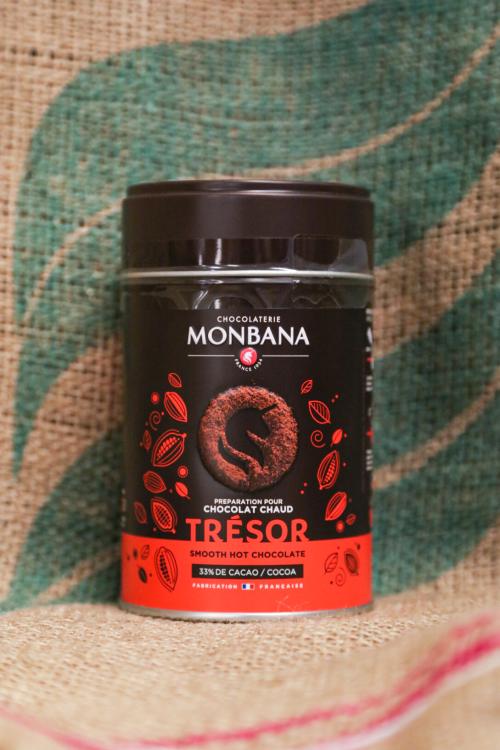 CHOCOLATERIE
MONBANA
FRANCE 1934
PREPARATION POUR
CHOCOLAT CHAUD
TRÉSOR
SMOOTH HOT CHOCOLATE
33% DE CACAO / COCOA
FABRICATION FRANÇAISE